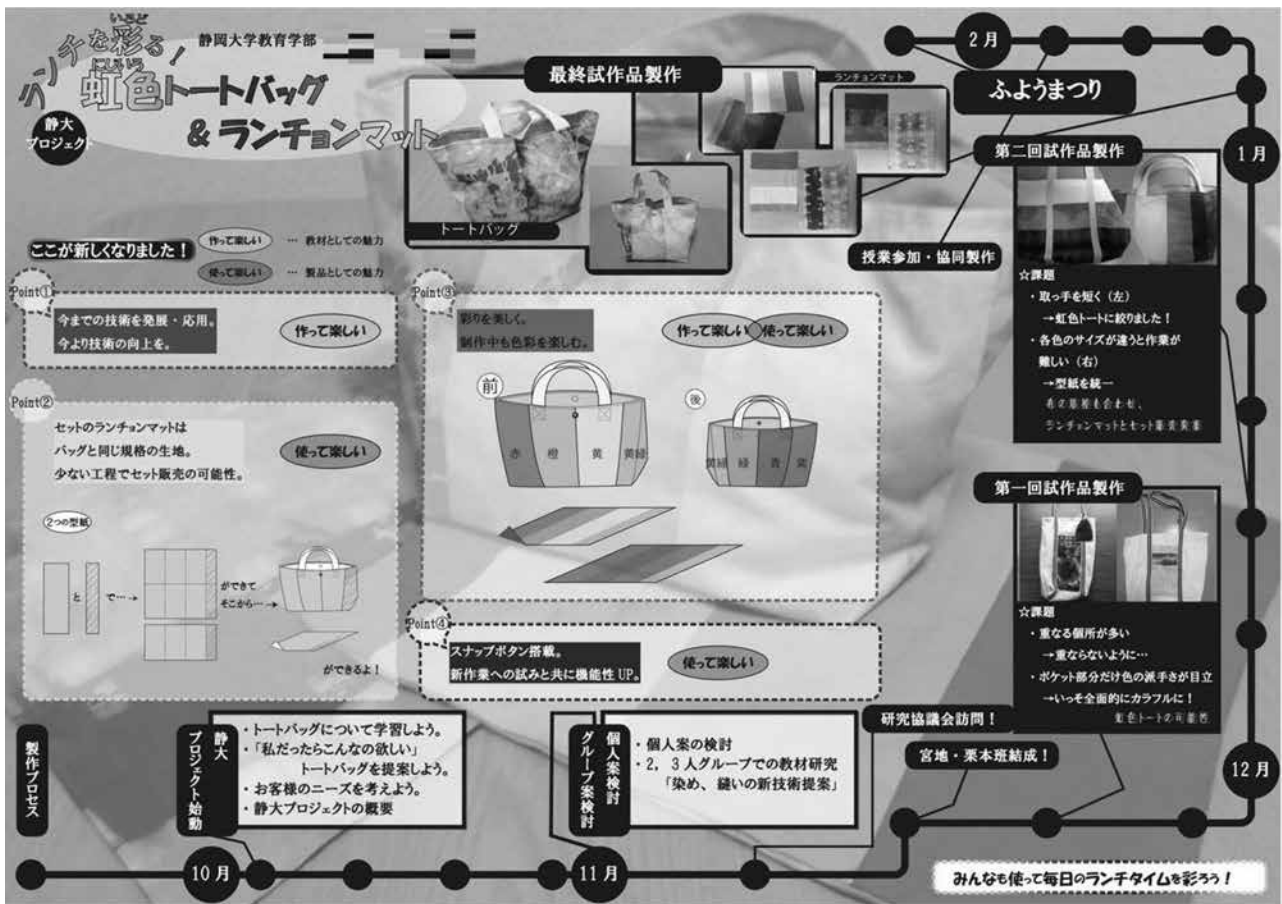 ランチを彩る！
いろど
静岡大学教育学部
にじいろ
虹色トートバッグ
＆ランチョンマット
静大
プロジェクト
最終試作品製作
ランチョンマット
トートバッグ
2月
ふようまつり
1月
第二回試作品製作
授業参加・協同製作
☆課題
・取っ手を短く（左）
→虹色トートに絞りました！
・各色のサイズが違うと作業が
難しい（右）
→型紙を統一
ランチョンマットとセット販売
ここが新しくなりました！
作って楽しい … 教材としての魅力
使って楽しい … 製品としての魅力
Point①
今までの技術を発展・応用。
今より技術の向上を。
作って楽しい
Point②
セットのランチョンマットは
バッグと同じ規格の生地。
少ない工程でセット販売の可能性。
使って楽しい
2つの型紙
と
で…→
ができて
そこから…→
ができるよ！
Point③
彩りを楽しく。
制作中も色彩を楽しむ。
作って楽しい 使って楽しい
前
赤 橙 黄 黄緑
後
黄緑 緑 青 紫
Point④
スナップボタン搭載。
新作業への試みと共に機能性UP。
使って楽しい
第一回試作品製作
☆課題
・重なる個所が多い
→重ならないように…
・ポケット部分だけ色の派手さが目立
→いっそ全面的にカラフルに！
虹色トートの可能性
12月
研究協議会訪問！
宮地・栗本班結成！
製作プロセス
静大
プロジェクト始動
・トートバッグについて学習しよう。
・「私だったらこんなの欲しい」
トートバッグを提案しよう。
・お客様のニーズを考えよう。
・静大プロジェクトの概要
個人案検討
グループ案検討
・個人案の検討
・2，3人グループでの教材研究
「染め、縫いの新技術提案」
10月
11月
みんなも使って毎日のランチタイムを彩ろう！